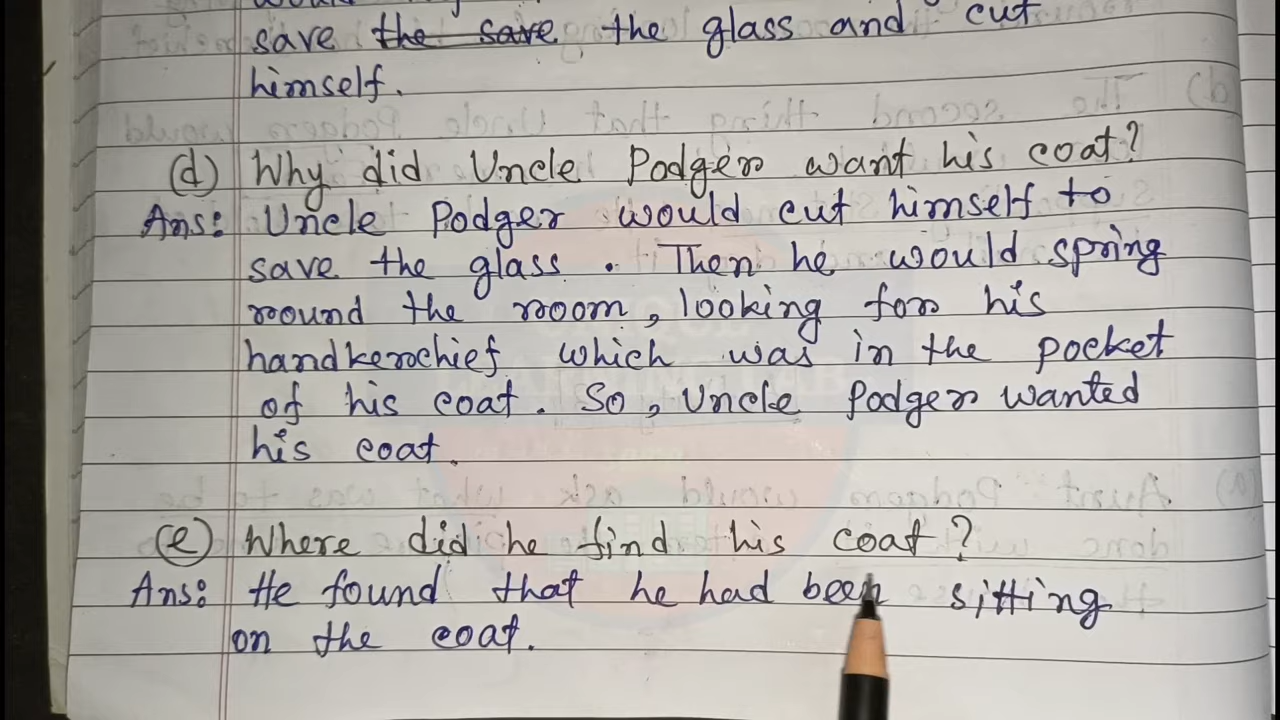 save the save the glass and cut
himself.
(d) Why did Uncle Podger want his coat?
Ans: Uncle Podger would cut himself to
save the glass. Then he would spring
round the room, looking for his
handkerchief which was in the pocket
of his coat. So, Uncle Podger wanted
his coat.
(e) Where did he find his coat?
Ans: He found that he had been sitting
on the coat.